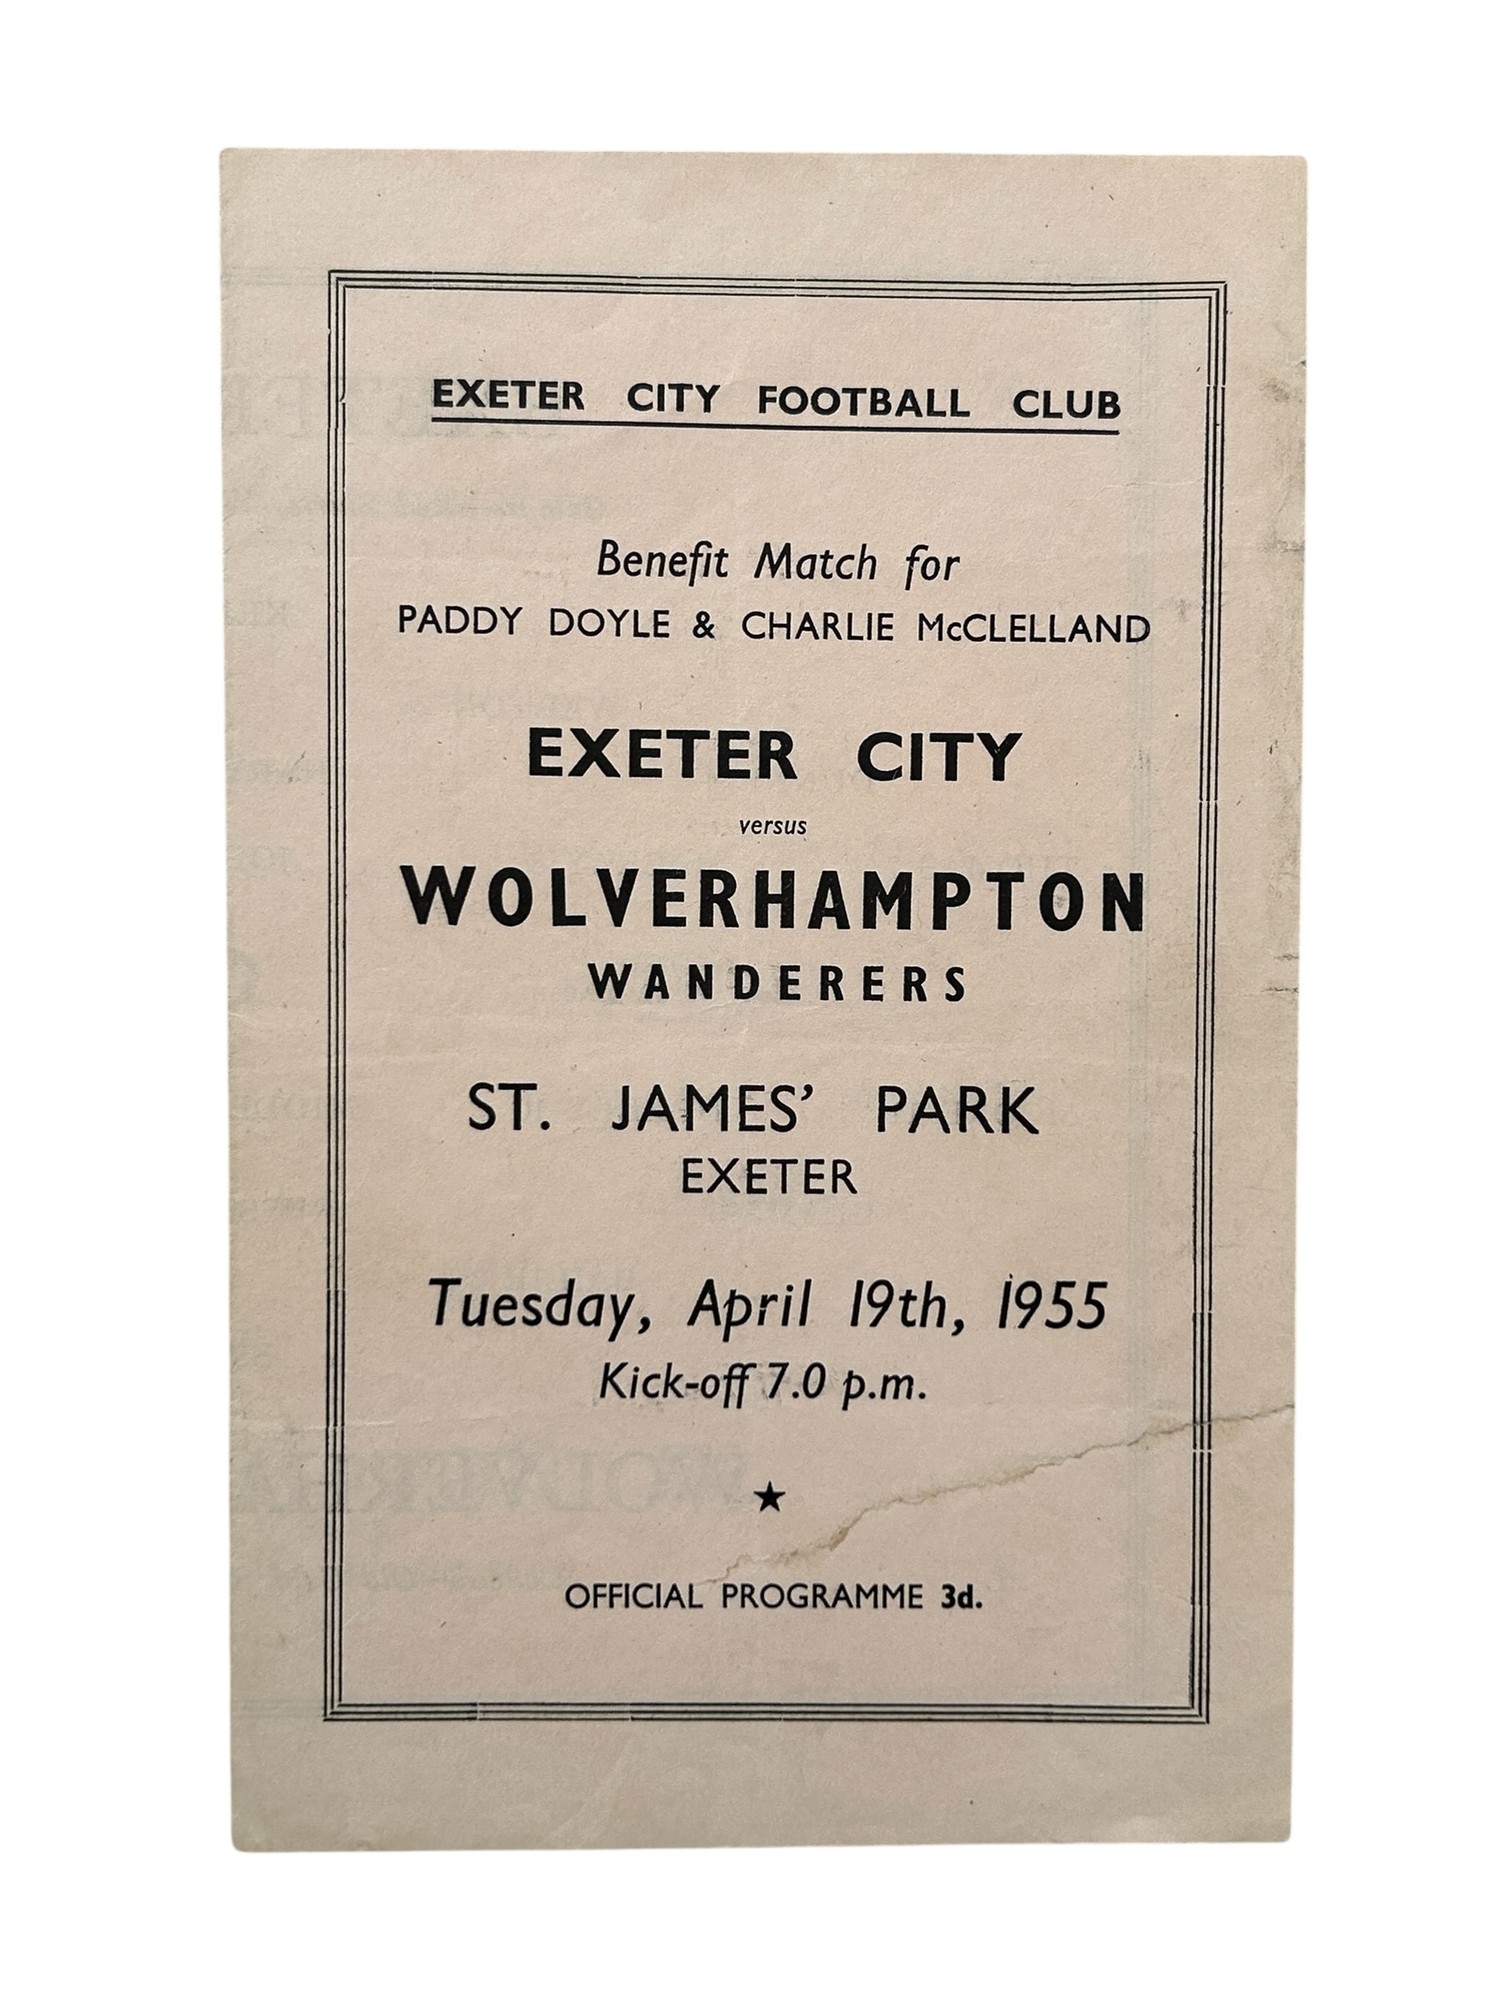 EXETER CITY FOOTBALL CLUB
Benefit Match for
PADDY DOYLE & CHARLIE McCLELLAND
EXETER CITY
versus
WOLVERHAMPTON
WANDERERS
ST. JAMES' PARK
EXETER
Tuesday, April 19th, 1955
Kick-off 7.0 p.m.
★
OFFICIAL PROGRAMME 3d.